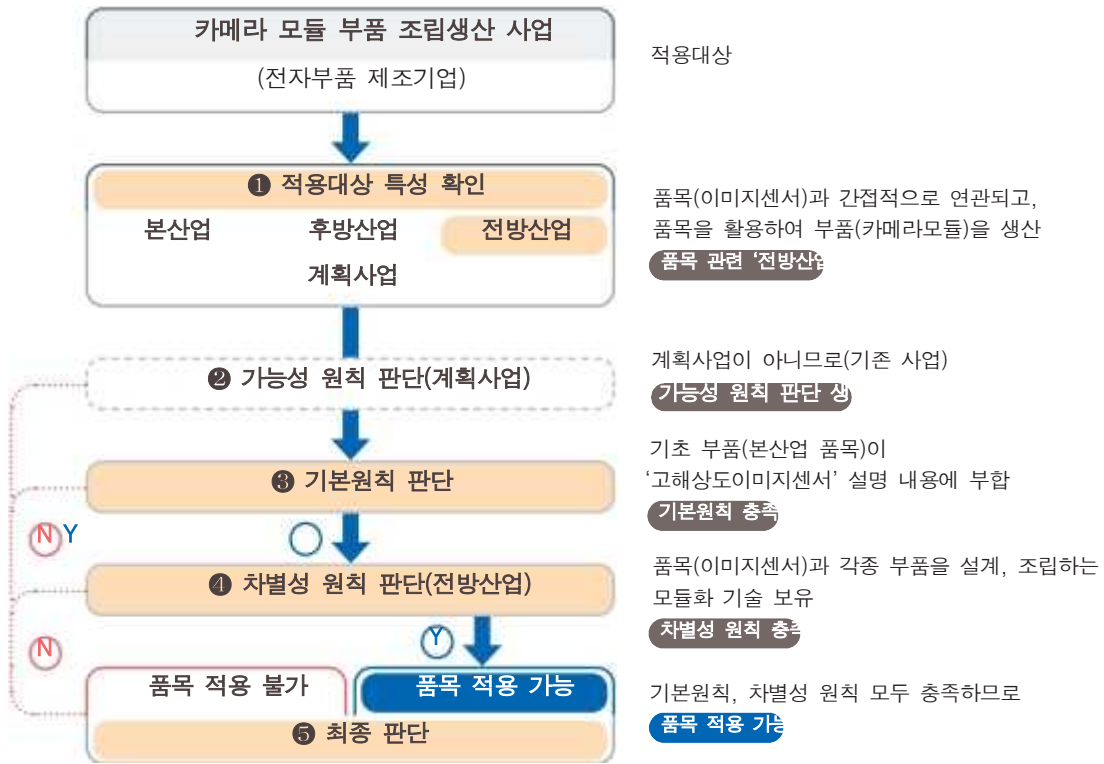 카메라 모듈 부품 조립생산 사업
(전자부품 제조기업)
적용대상
❶ 적용대상 특성 확인
본산업 후방산업 전방산업
계획사업
품목(이미지센서)과 간접적으로 연관되고,
품목을 활용하여 부품(카메라모듈)을 생산
품목 관련 ‘전방산업
❷ 가능성 원칙 판단(계획사업)
계획사업이 아니므로(기존 사업)
가능성 원칙 판단 생
❸ 기본원칙 판단
기초 부품(본산업 품목)이
‘고해상도이미지센서’ 설명 내용에 부합
기본원칙 충족
N Y
❹ 차별성 원칙 판단(전방산업)
품목(이미지센서)과 각종 부품을 설계, 조립하는
모듈화 기술 보유
차별성 원칙 충족
N
Y
품목 적용 불가 품목 적용 가능
❺ 최종 판단
기본원칙, 차별성 원칙 모두 충족하므로
품목 적용 가능